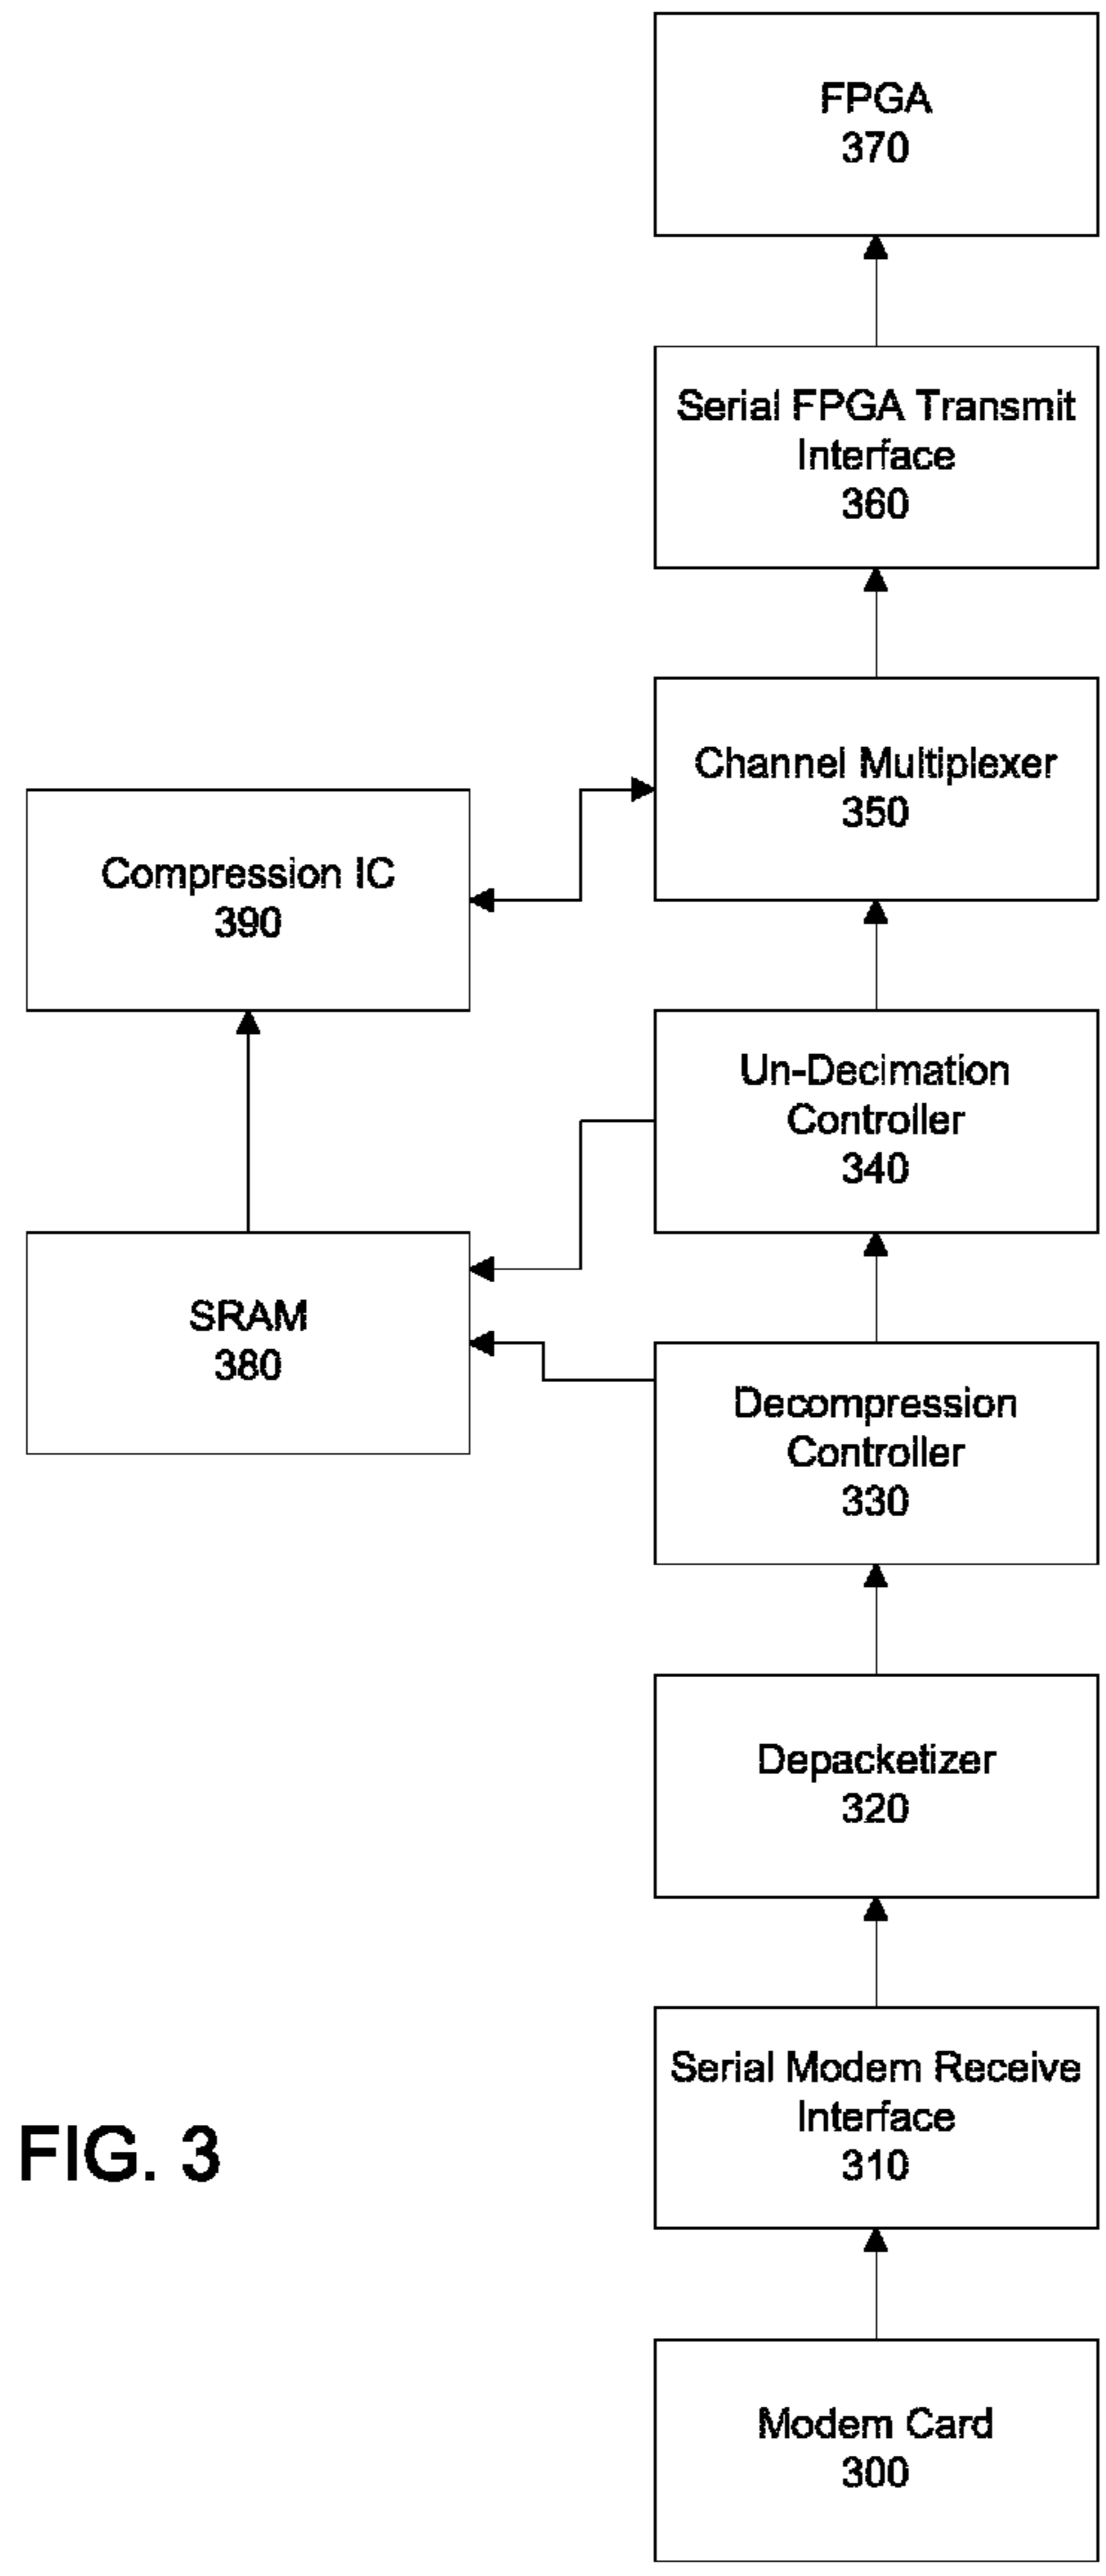 FPGA
370
Serial FPGA Transmit
Interface
360
Channel Multiplexer
350
Compression IC
390
Un-Decimation
Controller
340
SRAM
380
Decompression
Controller
330
Depacketizer
320
Serial Modem Receive
Interface
310
FIG. 3
Modem Card
300